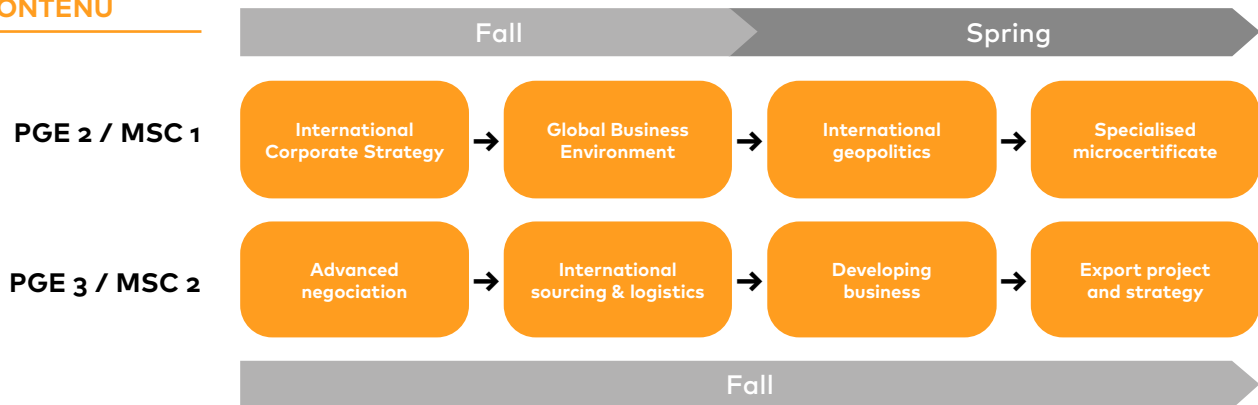 ONTENU
Fall
Spring
PGE 2 / MSC 1
International
Corporate Strategy
Global Business
Environment
International
geopolitics
Specialised
microcertificate
PGE 3 / MSC 2
Advanced
negociation
International
sourcing & logistics
Developing
business
Export project
and strategy
Fall